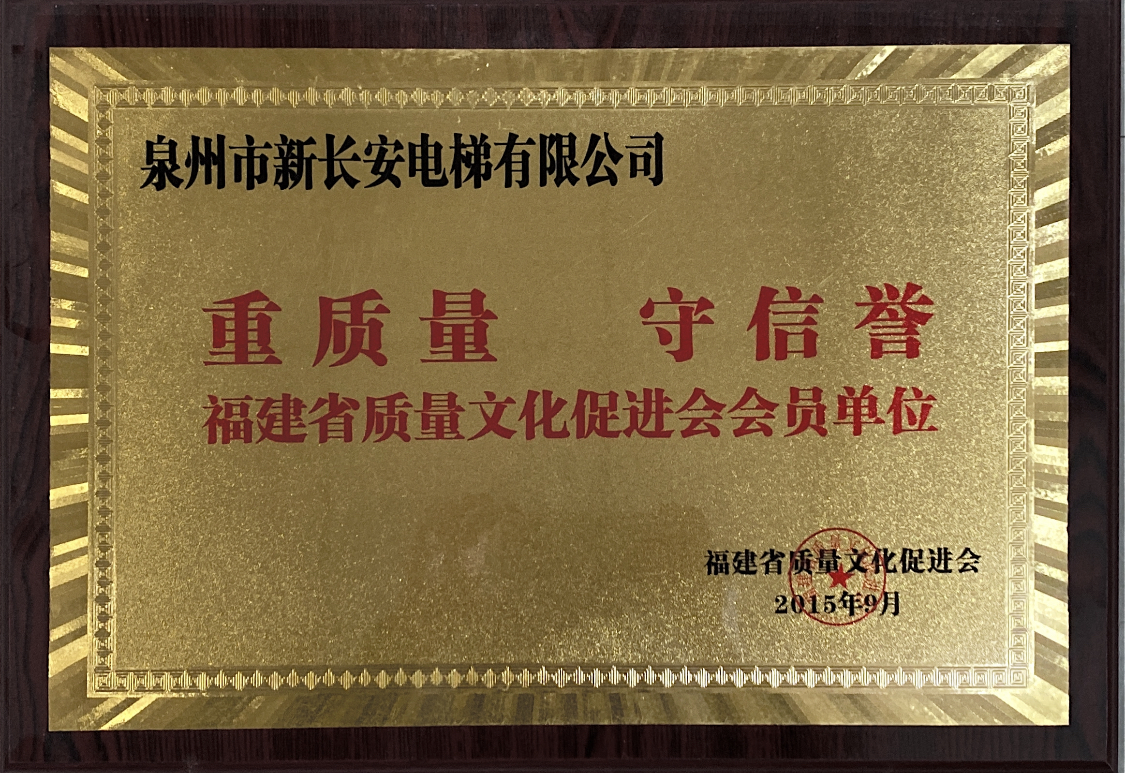 泉州市新长安电梯有限公司
重质量 守信誉
福建省质量文化促进会会员单位
福建省质量文化促进会
2015年9月